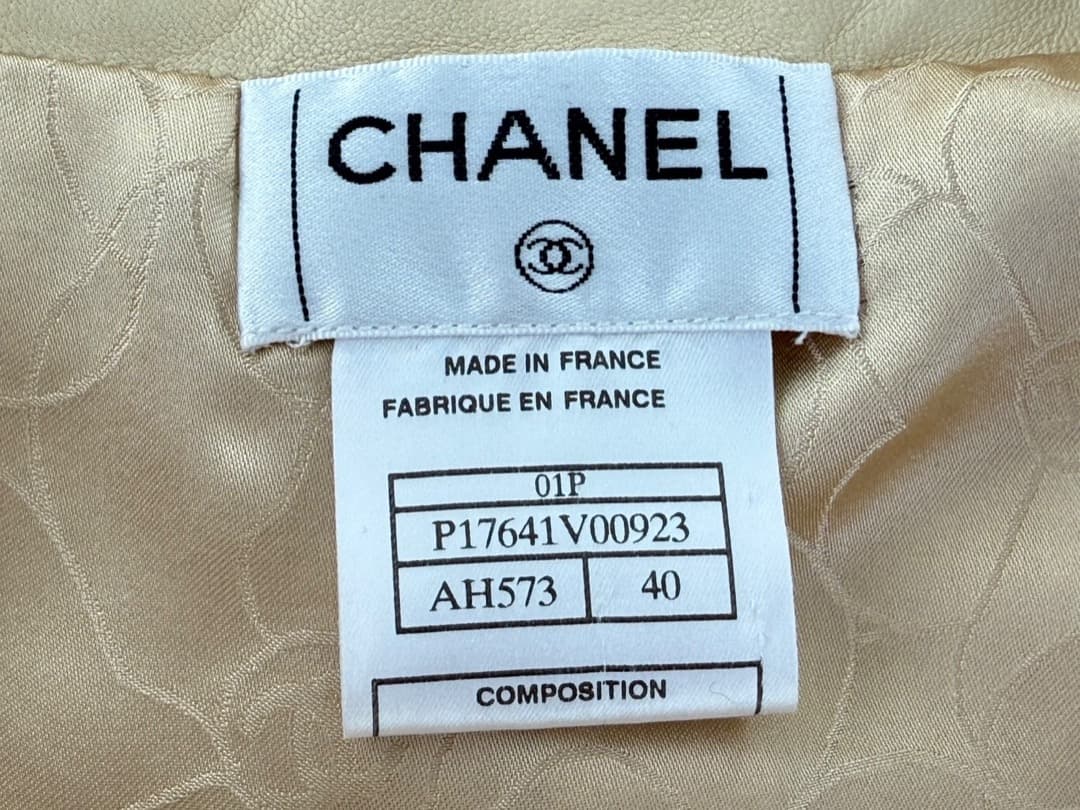 CHANEL
MADE IN FRANCE
FABRIQUE EN FRANCE
01P
P17641V00923
AH573 40
COMPOSITION